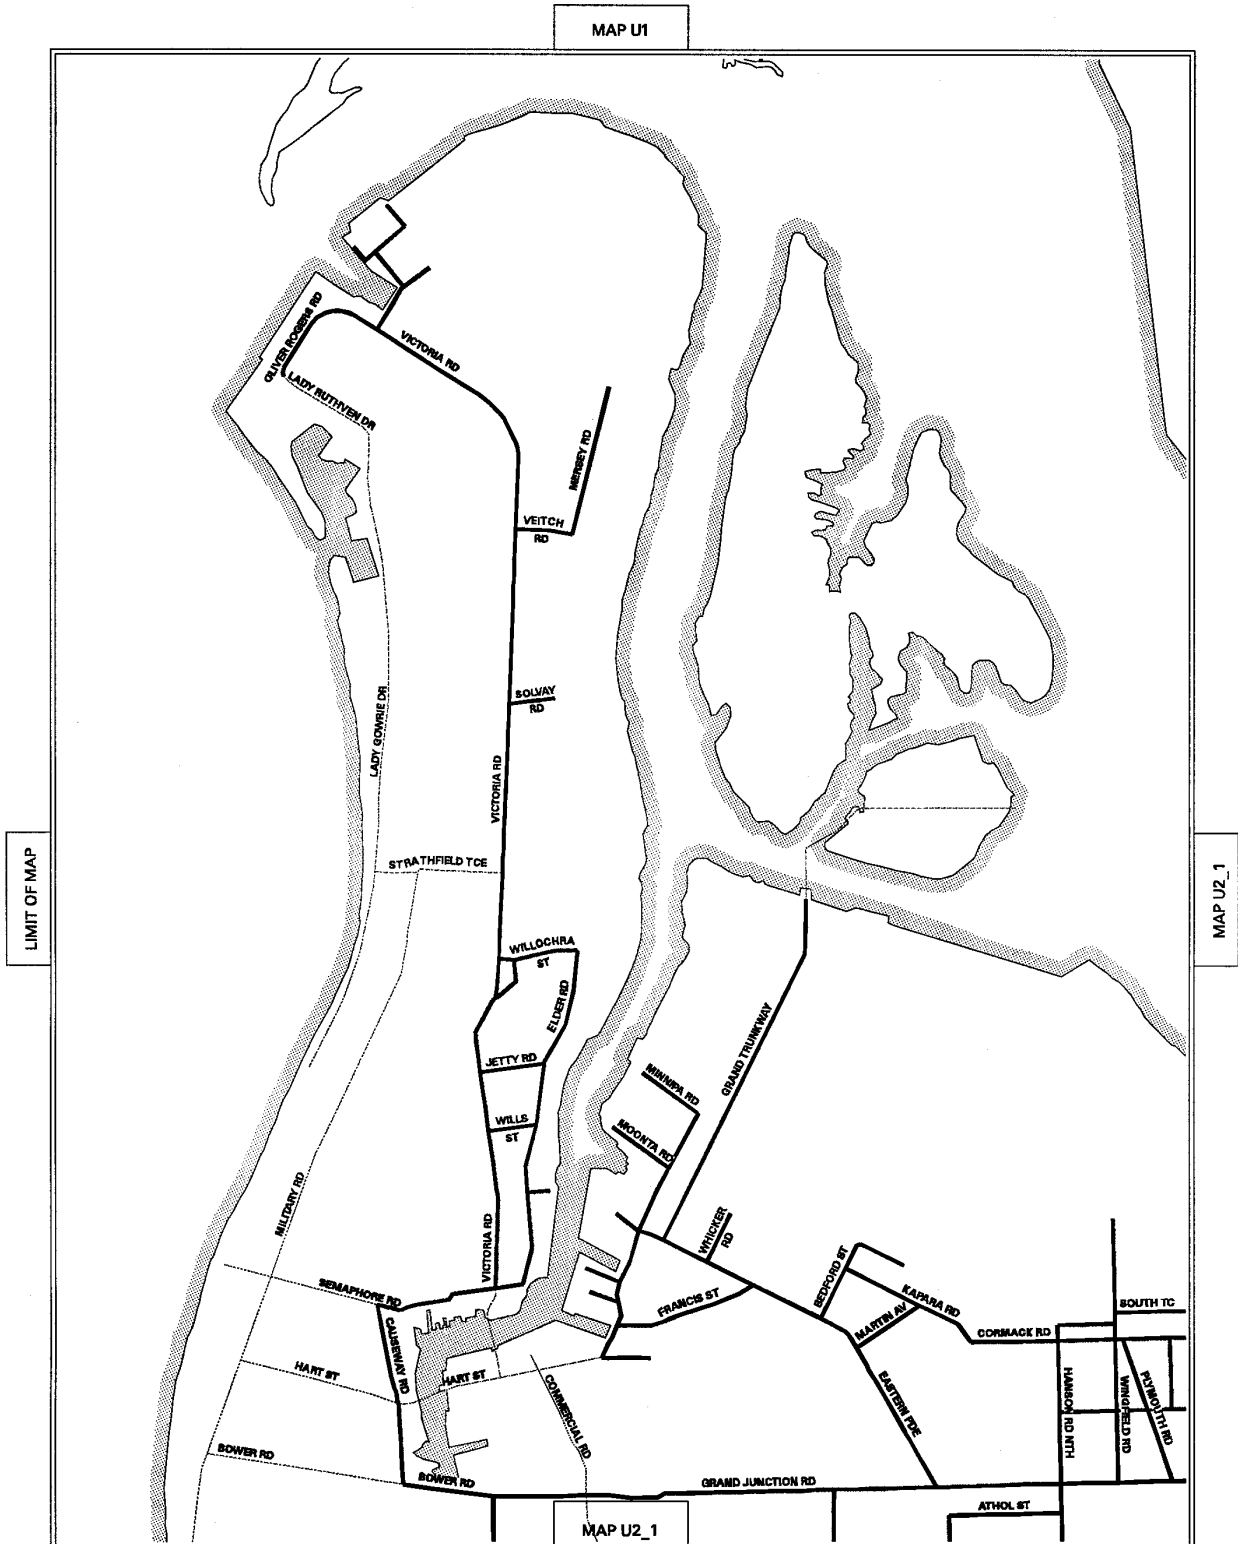 MAP U1
OLIVER ROGERS RD
VICTORIA RD
LADY RUTHVEN DR
MERSEY RD
VEITCH
RD
SOLVAY
RD
LADY GOWRIE DR
VICTORIA RD
STRATHFIELD TCE
LIMIT OF MAP
MAP U2_1
WILLOCHRA
ST
ELDER RD
GRAND TRUNKWAY
JETTY RD
MINNIPA RD
WILLS
ST
MOONTA RD
MILITARY RD
VICTORIA RD
WHICKER
RD
SEMAPHORE RD
BEDFORD ST
FRANCIS ST
KAPARA RD
SOUTH TC
MARTIN AV
CORMACK RD
CAUSEWAY RD
HART ST
HART ST
COMMERCIAL RD
EASTERN PDE
HANSON RD NTH
WINGFIELD RD
PLYMOUTH RD
BOWER RD
BOWER RD
GRAND JUNCTION RD
ATHOL ST
MAP U2_1